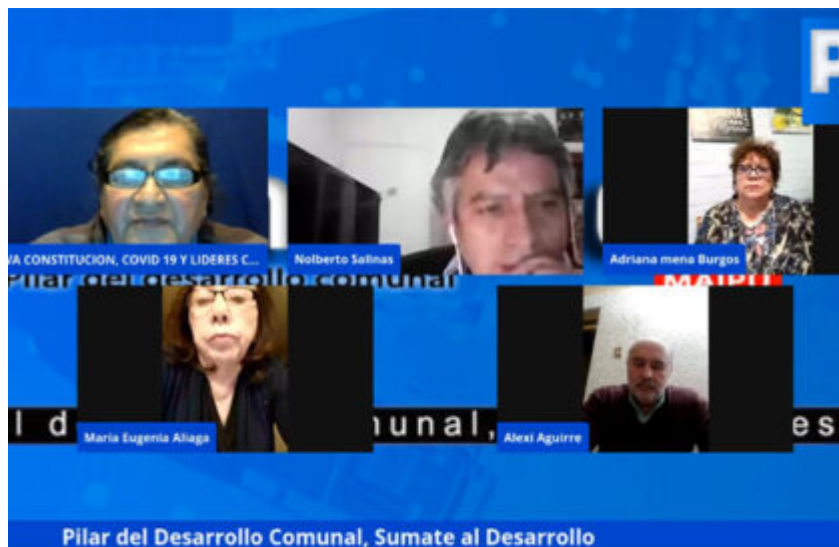 P
VA CONSTITUCION, COVID 19 Y LIDERES C...
Nolberto Salinas
Adriana mena Burgos
Pilar del desarrollo comunal
MAIPU
Maria Eugenia Aliaga
Alexi Aguirre
l d
unal,
es
Pilar del Desarrollo Comunal, Sumate al Desarrollo